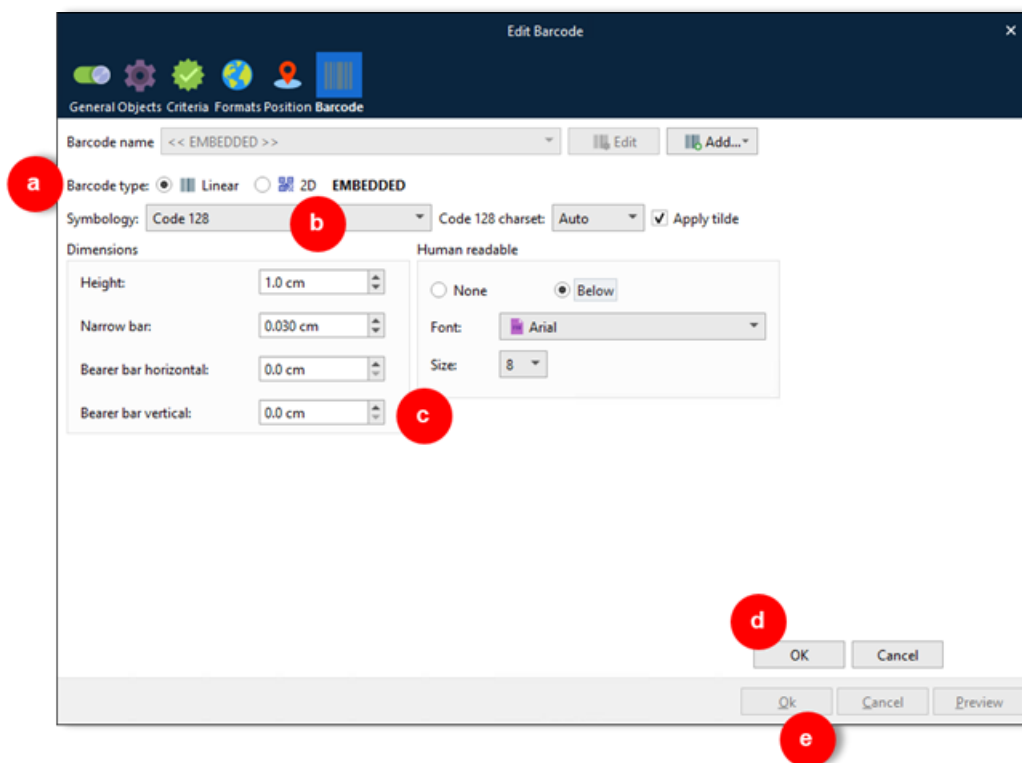 Edit Barcode ×
General Objects Criteria Formats Position Barcode
Barcode name << EMBEDDED >> Edit Add...
a
Barcode type: Linear 2D EMBEDDED
Symbology: Code 128 b Code 128 charset: Auto Apply tilde
Dimensions Human readable
Height: 1.0 cm None Below
Narrow bar: 0.030 cm Font: Arial
Bearer bar horizontal: 0.0 cm Size: 8
Bearer bar vertical: 0.0 cm c
d
OK Cancel
Ok Cancel Preview
e